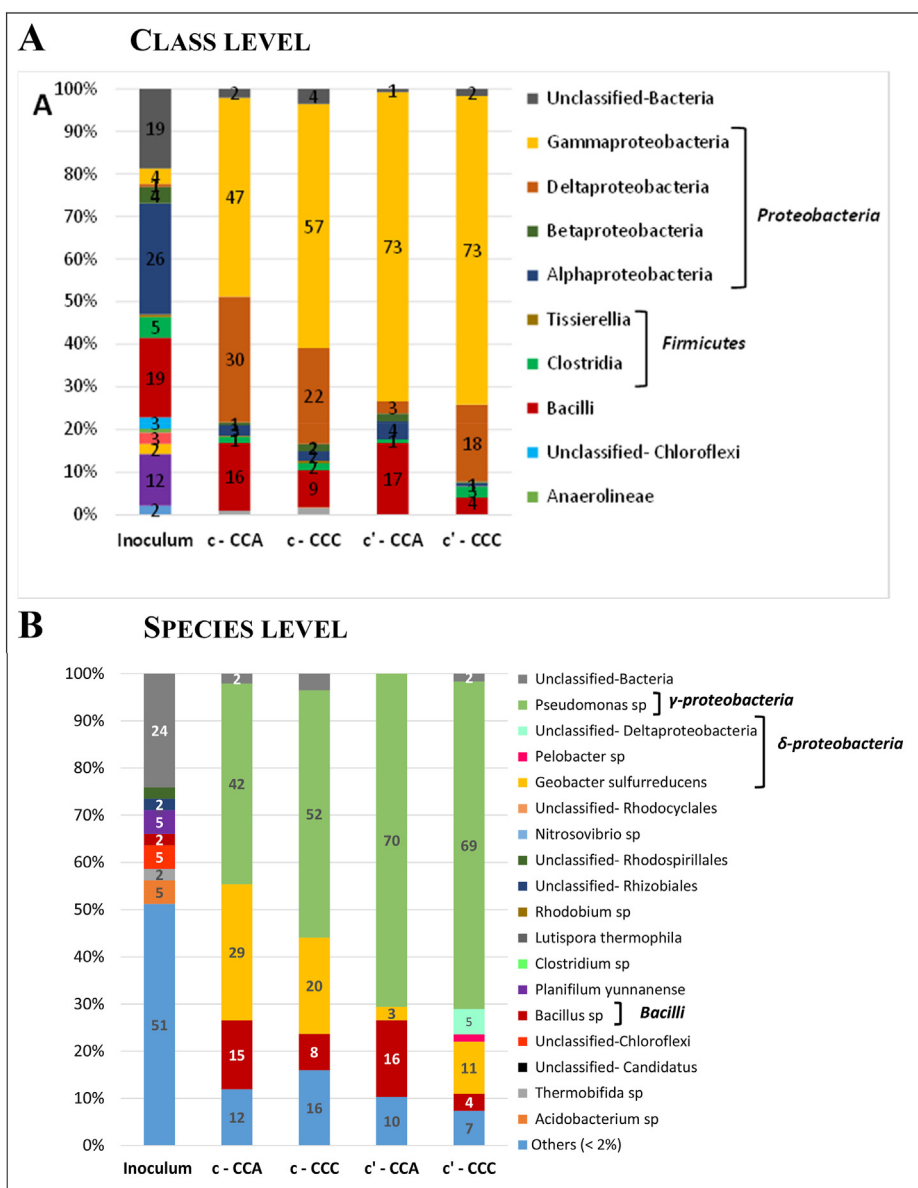 A CLASS LEVEL
A
100%
90%
80%
70%
60%
50%
40%
30%
20%
10%
0%
19
4
1
4
26
5
19
3
3
2
12
2
2
47
30
1
3
1
16
4
57
22
2
2
2
9
1
73
3
4
1
17
2
73
18
1
3
4
Inoculum c - CCA c - CCC c' - CCA c' - CCC
Unclassified-Bacteria
Gammaproteobacteria
Deltaproteobacteria
Betaproteobacteria
Alphaproteobacteria
Proteobacteria
Tissierellia
Clostridia
Firmicutes
Bacilli
Unclassified- Chloroflexi
Anaerolineae
B SPECIES LEVEL
100%
90%
80%
70%
60%
50%
40%
30%
20%
10%
0%
24
2
5
2
5
2
5
51
2
42
29
15
12
52
20
8
16
70
3
16
10
2
69
5
11
4
7
Inoculum c - CCA c - CCC c' - CCA c' - CCC
Unclassified-Bacteria
Pseudomonas sp
γ-proteobacteria
Unclassified- Deltaproteobacteria
Pelobacter sp
Geobacter sulfurreducens
δ-proteobacteria
Unclassified- Rhodocyclales
Nitrosovibrio sp
Unclassified- Rhodospirillales
Unclassified- Rhizobiales
Rhodobium sp
Lutispora thermophila
Clostridium sp
Planifilum yunnanense
Bacillus sp
Bacilli
Unclassified-Chloroflexi
Unclassified- Candidatus
Thermobifida sp
Acidobacterium sp
Others (< 2%)